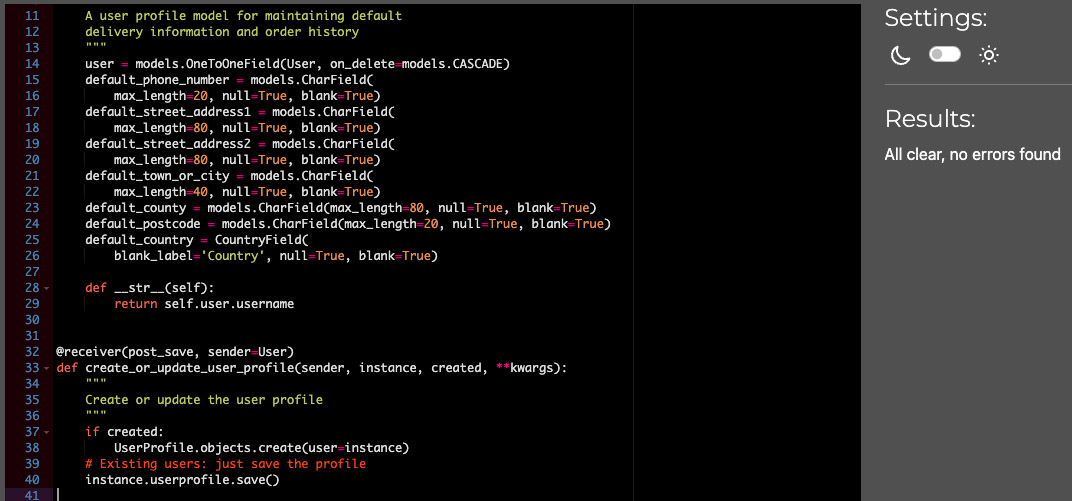 11 A user profile model for maintaining default
12 delivery information and order history
13 """
14 user = models.OneToOneField(User, on_delete=models.CASCADE)
15 default_phone_number = models.CharField(
16 max_length=20, null=True, blank=True)
17 default_street_address1 = models.CharField(
18 max_length=80, null=True, blank=True)
19 default_street_address2 = models.CharField(
20 max_length=80, null=True, blank=True)
21 default_town_or_city = models.CharField(
22 max_length=40, null=True, blank=True)
23 default_county = models.CharField(max_length=80, null=True, blank=True)
24 default_postcode = models.CharField(max_length=20, null=True, blank=True)
25 default_country = CountryField(
26 blank_label='Country', null=True, blank=True)
27
28 def __str__(self):
29 return self.user.username
30
31
32 @receiver(post_save, sender=User)
33 def create_or_update_user_profile(sender, instance, created, **kwargs):
34 """
35 Create or update the user profile
36 """
37 if created:
38 UserProfile.objects.create(user=instance)
39 # Existing users: just save the profile
40 instance.userprofile.save()
41
Settings:
Results:
All clear, no errors found